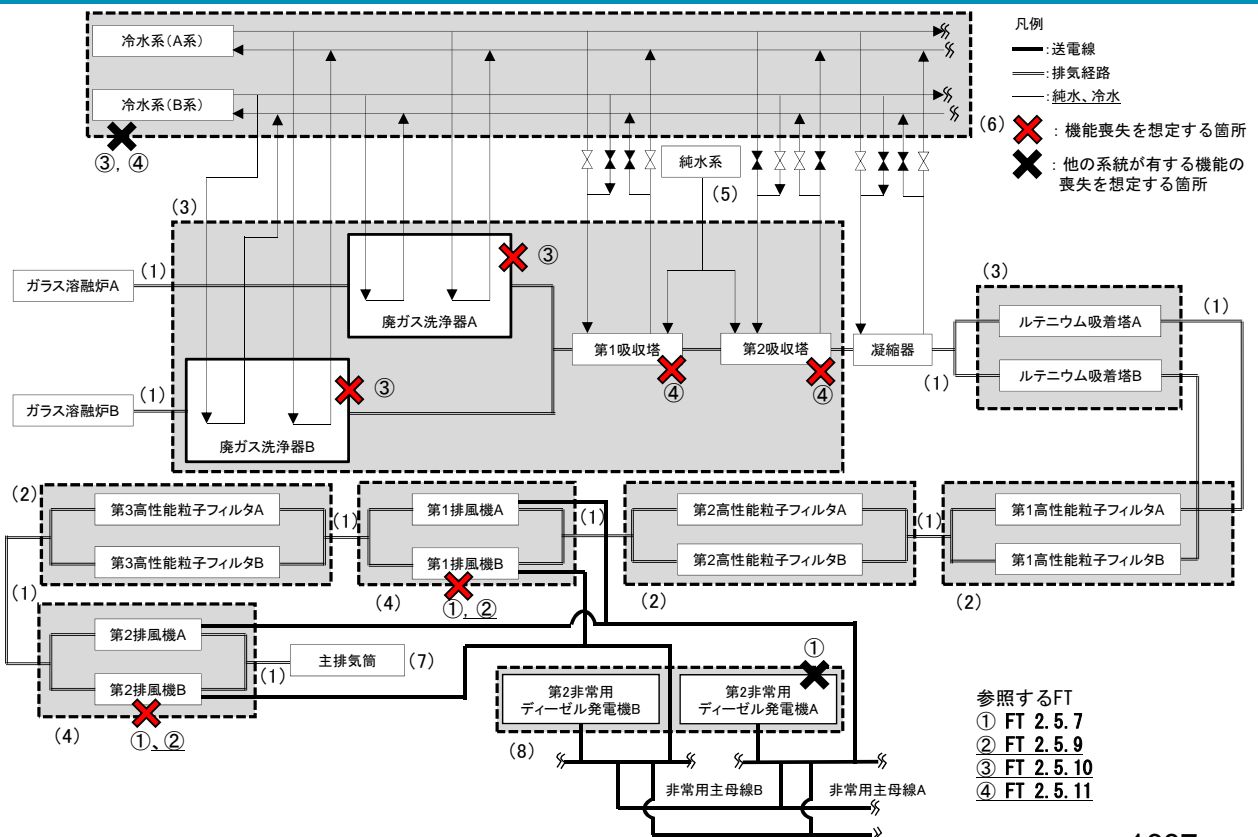 冷水系(A系)
冷水系(B系)
③, ④
凡例
:送電線
:排気経路
:純水、冷水
(6)
:機能喪失を想定する箇所
:他の系統が有する機能の
喪失を想定する箇所
純水系
(5)
(3)
ガラス溶融炉A
(1)
廃ガス洗浄器A
③
ガラス溶融炉B
(1)
廃ガス洗浄器B
③
第1吸収塔
④
第2吸収塔
④
凝縮器
(1)
(3)
ルテニウム吸着塔A
ルテニウム吸着塔B
(1)
(2)
第3高性能粒子フィルタA
第3高性能粒子フィルタB
(1)
第1排風機A
第1排風機B
(4)
①, ②
(1)
第2高性能粒子フィルタA
第2高性能粒子フィルタB
(2)
(1)
第1高性能粒子フィルタA
第1高性能粒子フィルタB
(2)
(1)
第2排風機A
第2排風機B
(4)
①、②
(1)
主排気筒
(7)
第2非常用
ディーゼル発電機B
第2非常用
ディーゼル発電機A
①
(8)
非常用主母線B
非常用主母線A
参照するFT
① FT 2.5.7
② FT 2.5.9
③ FT 2.5.10
④ FT 2.5.11